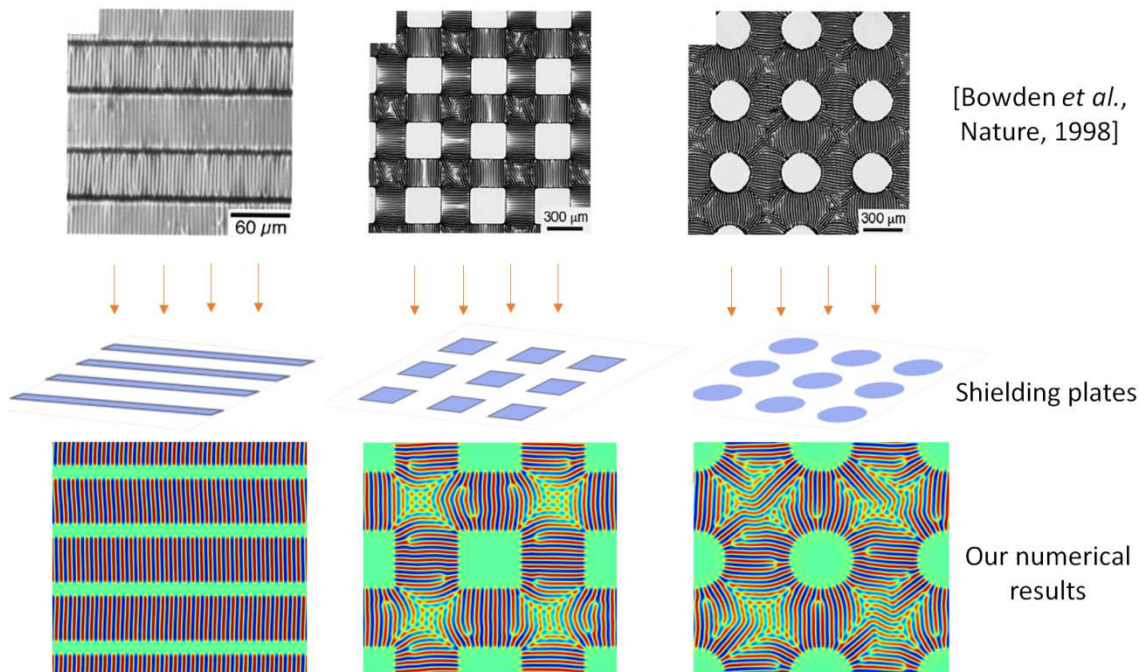 [Bowden et al.,
Nature, 1998]
60 µm
300 µm
300 µm
Shielding plates
Our numerical
results